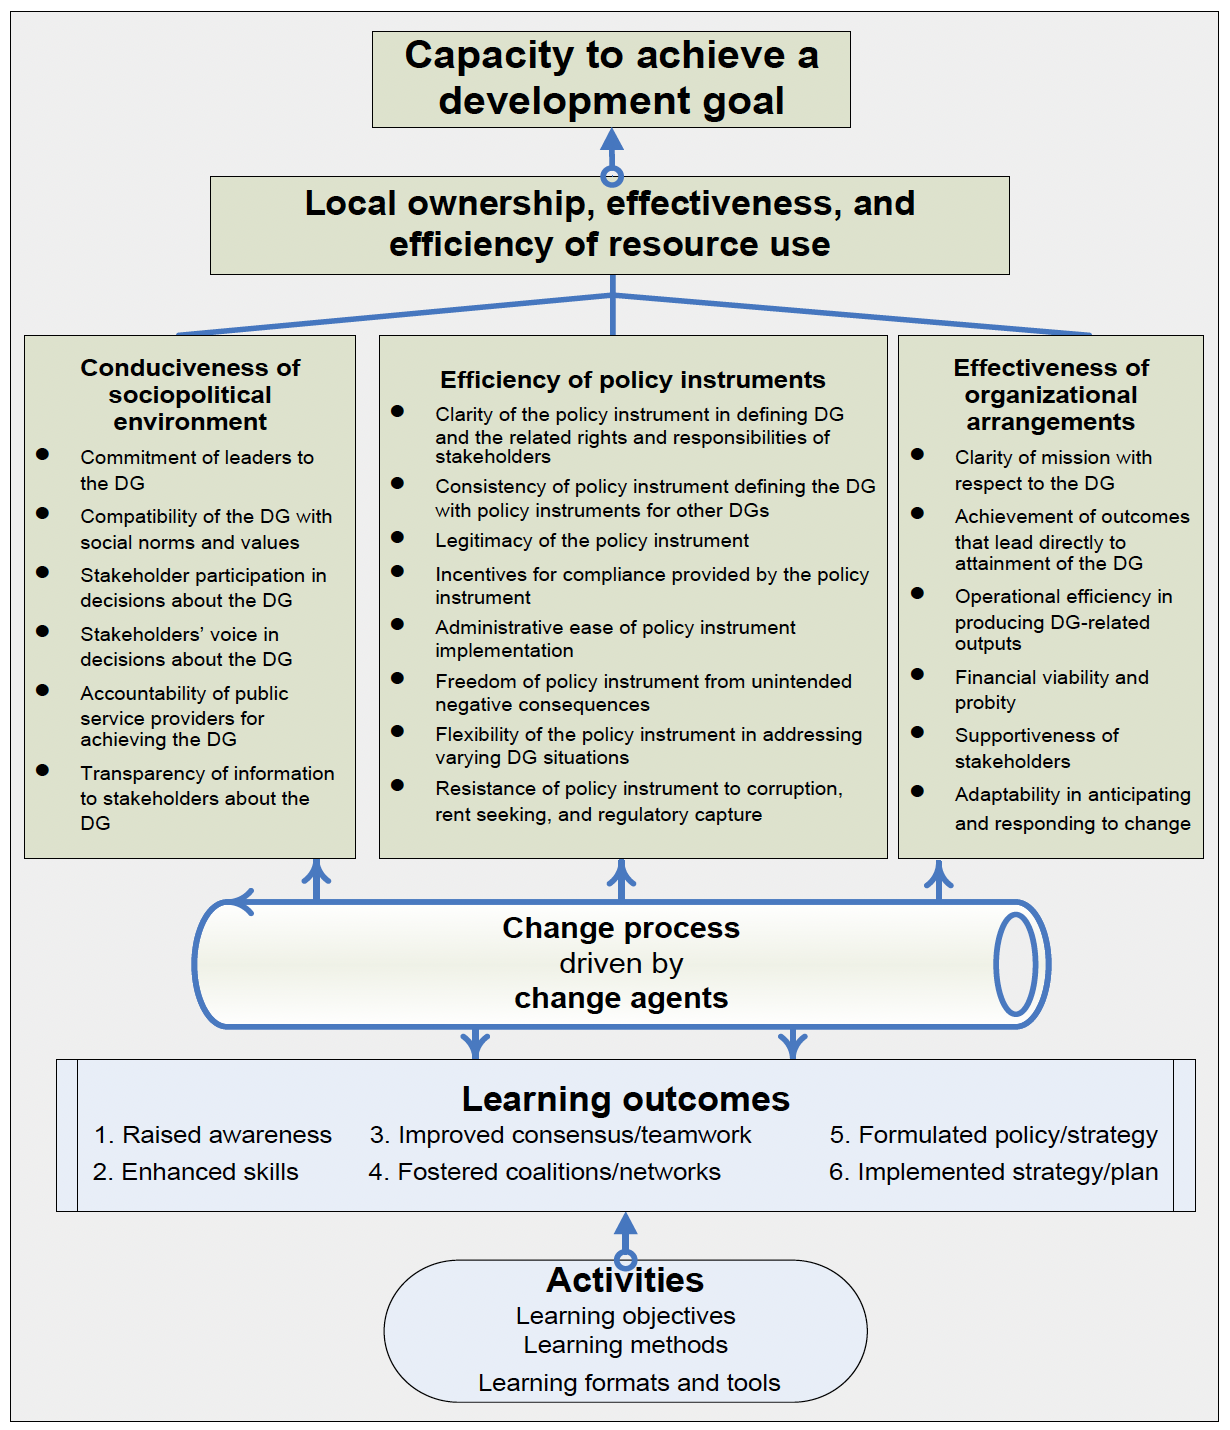 Capacity to achieve a
development goal
Local ownership, effectiveness, and
efficiency of resource use
Conduciveness of
sociopolitical
environment
● Commitment of leaders to
the DG
● Compatibility of the DG with
social norms and values
● Stakeholder participation in
decisions about the DG
● Stakeholders’ voice in
decisions about the DG
● Accountability of public
service providers for
achieving the DG
● Transparency of information
to stakeholders about the
DG
Efficiency of policy instruments
● Clarity of the policy instrument in defining DG
and the related rights and responsibilities of
stakeholders
● Consistency of policy instrument defining the DG
with policy instruments for other DGs
● Legitimacy of the policy instrument
● Incentives for compliance provided by the policy
instrument
● Administrative ease of policy instrument
implementation
● Freedom of policy instrument from unintended
negative consequences
● Flexibility of the policy instrument in addressing
varying DG situations
● Resistance of policy instrument to corruption,
rent seeking, and regulatory capture
Effectiveness of
organizational
arrangements
● Clarity of mission with
respect to the DG
● Achievement of outcomes
that lead directly to
attainment of the DG
● Operational efficiency in
producing DG-related
outputs
● Financial viability and
probity
● Supportiveness of
stakeholders
● Adaptability in anticipating
and responding to change
Change process
driven by
change agents
Learning outcomes
1. Raised awareness
2. Enhanced skills
3. Improved consensus/teamwork
4. Fostered coalitions/networks
5. Formulated policy/strategy
6. Implemented strategy/plan
Activities
Learning objectives
Learning methods
Learning formats and tools